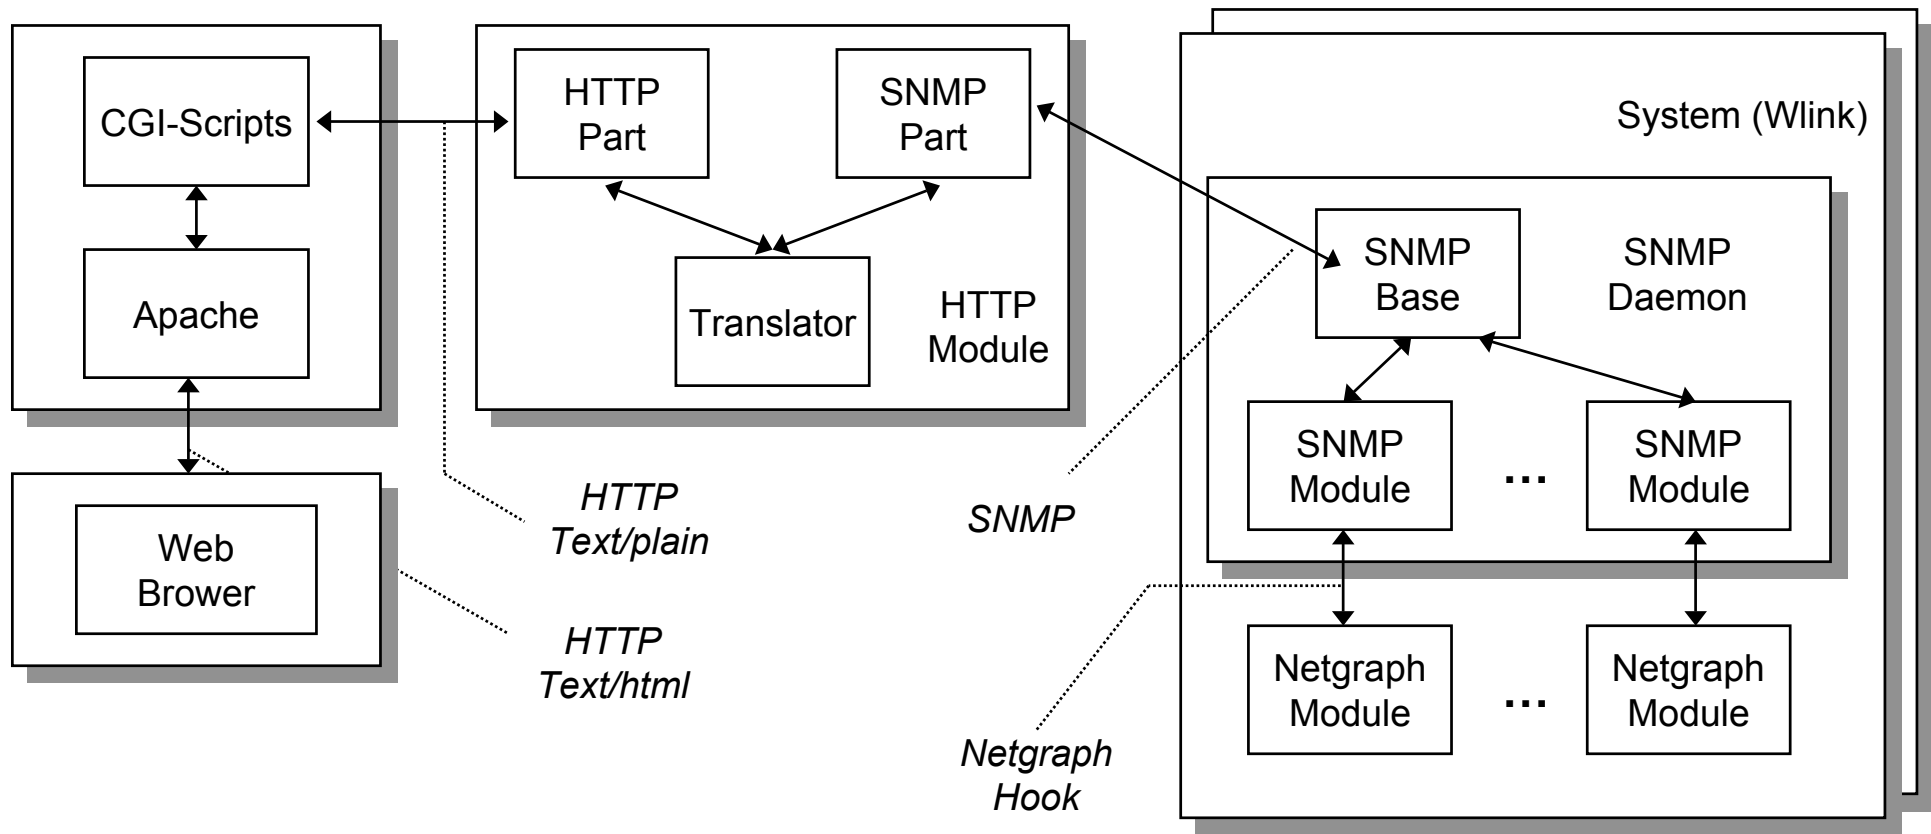 CGI-Scripts
Apache
Web
Brower
HTTP
Part
SNMP
Part
Translator
HTTP
Module
HTTP
Text/plain
HTTP
Text/html
SNMP
Netgraph
Hook
System (Wlink)
SNMP
Base
SNMP
Daemon
SNMP
Module
...
SNMP
Module
Netgraph
Module
...
Netgraph
Module